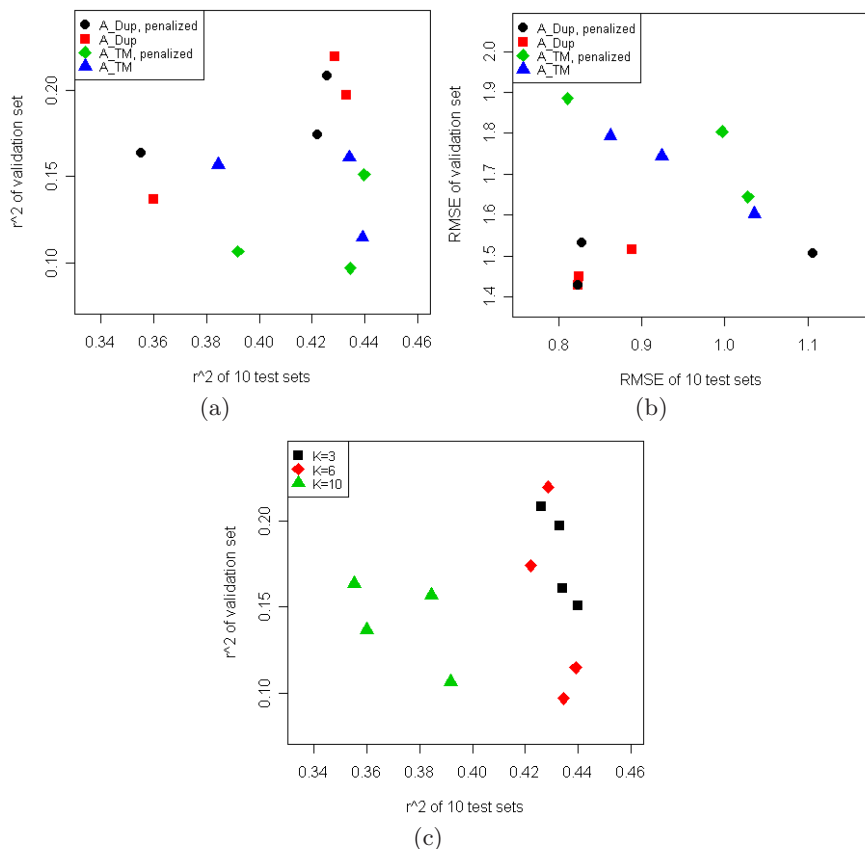 A_Dup, penalized
A_Dup
A_TM, penalized
A_TM
r^2 of validation set
0.10
0.15
0.20
0.34
0.36
0.38
0.40
0.42
0.44
0.46
r^2 of 10 test sets
(a)
A_Dup, penalized
A_Dup
A_TM, penalized
A_TM
RMSE of validation set
1.4
1.5
1.6
1.7
1.8
1.9
2.0
0.8
0.9
1.0
1.1
RMSE of 10 test sets
(b)
K=3
K=6
K=10
r^2 of validation set
0.10
0.15
0.20
0.34
0.36
0.38
0.40
0.42
0.44
0.46
r^2 of 10 test sets
(c)